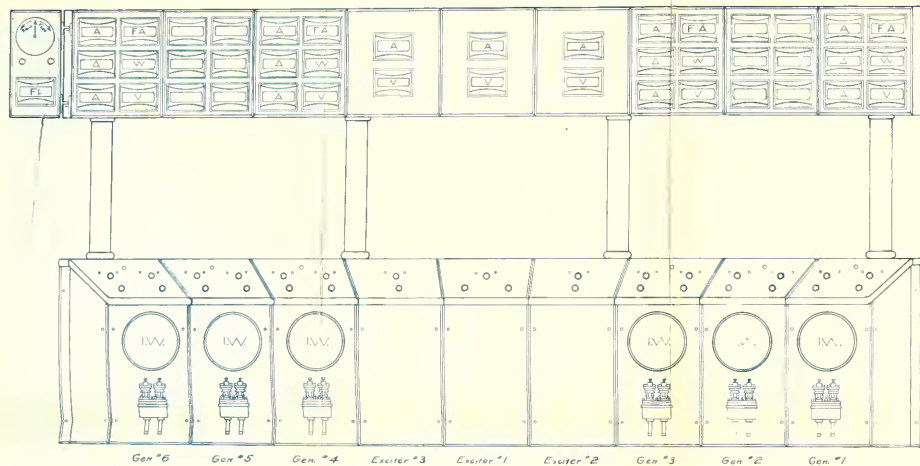 A FA A FA A A A A FA A FA
A W A W A W A W
A V A V V V V A V A V
FI
I.W. I.W. I.W. I.W. I.W.
Gen #6 Gen #5 Gen. #4 Exciter #3 Exciter #1 Exciter #2 Gen #3 Gen #2 Gen. #1